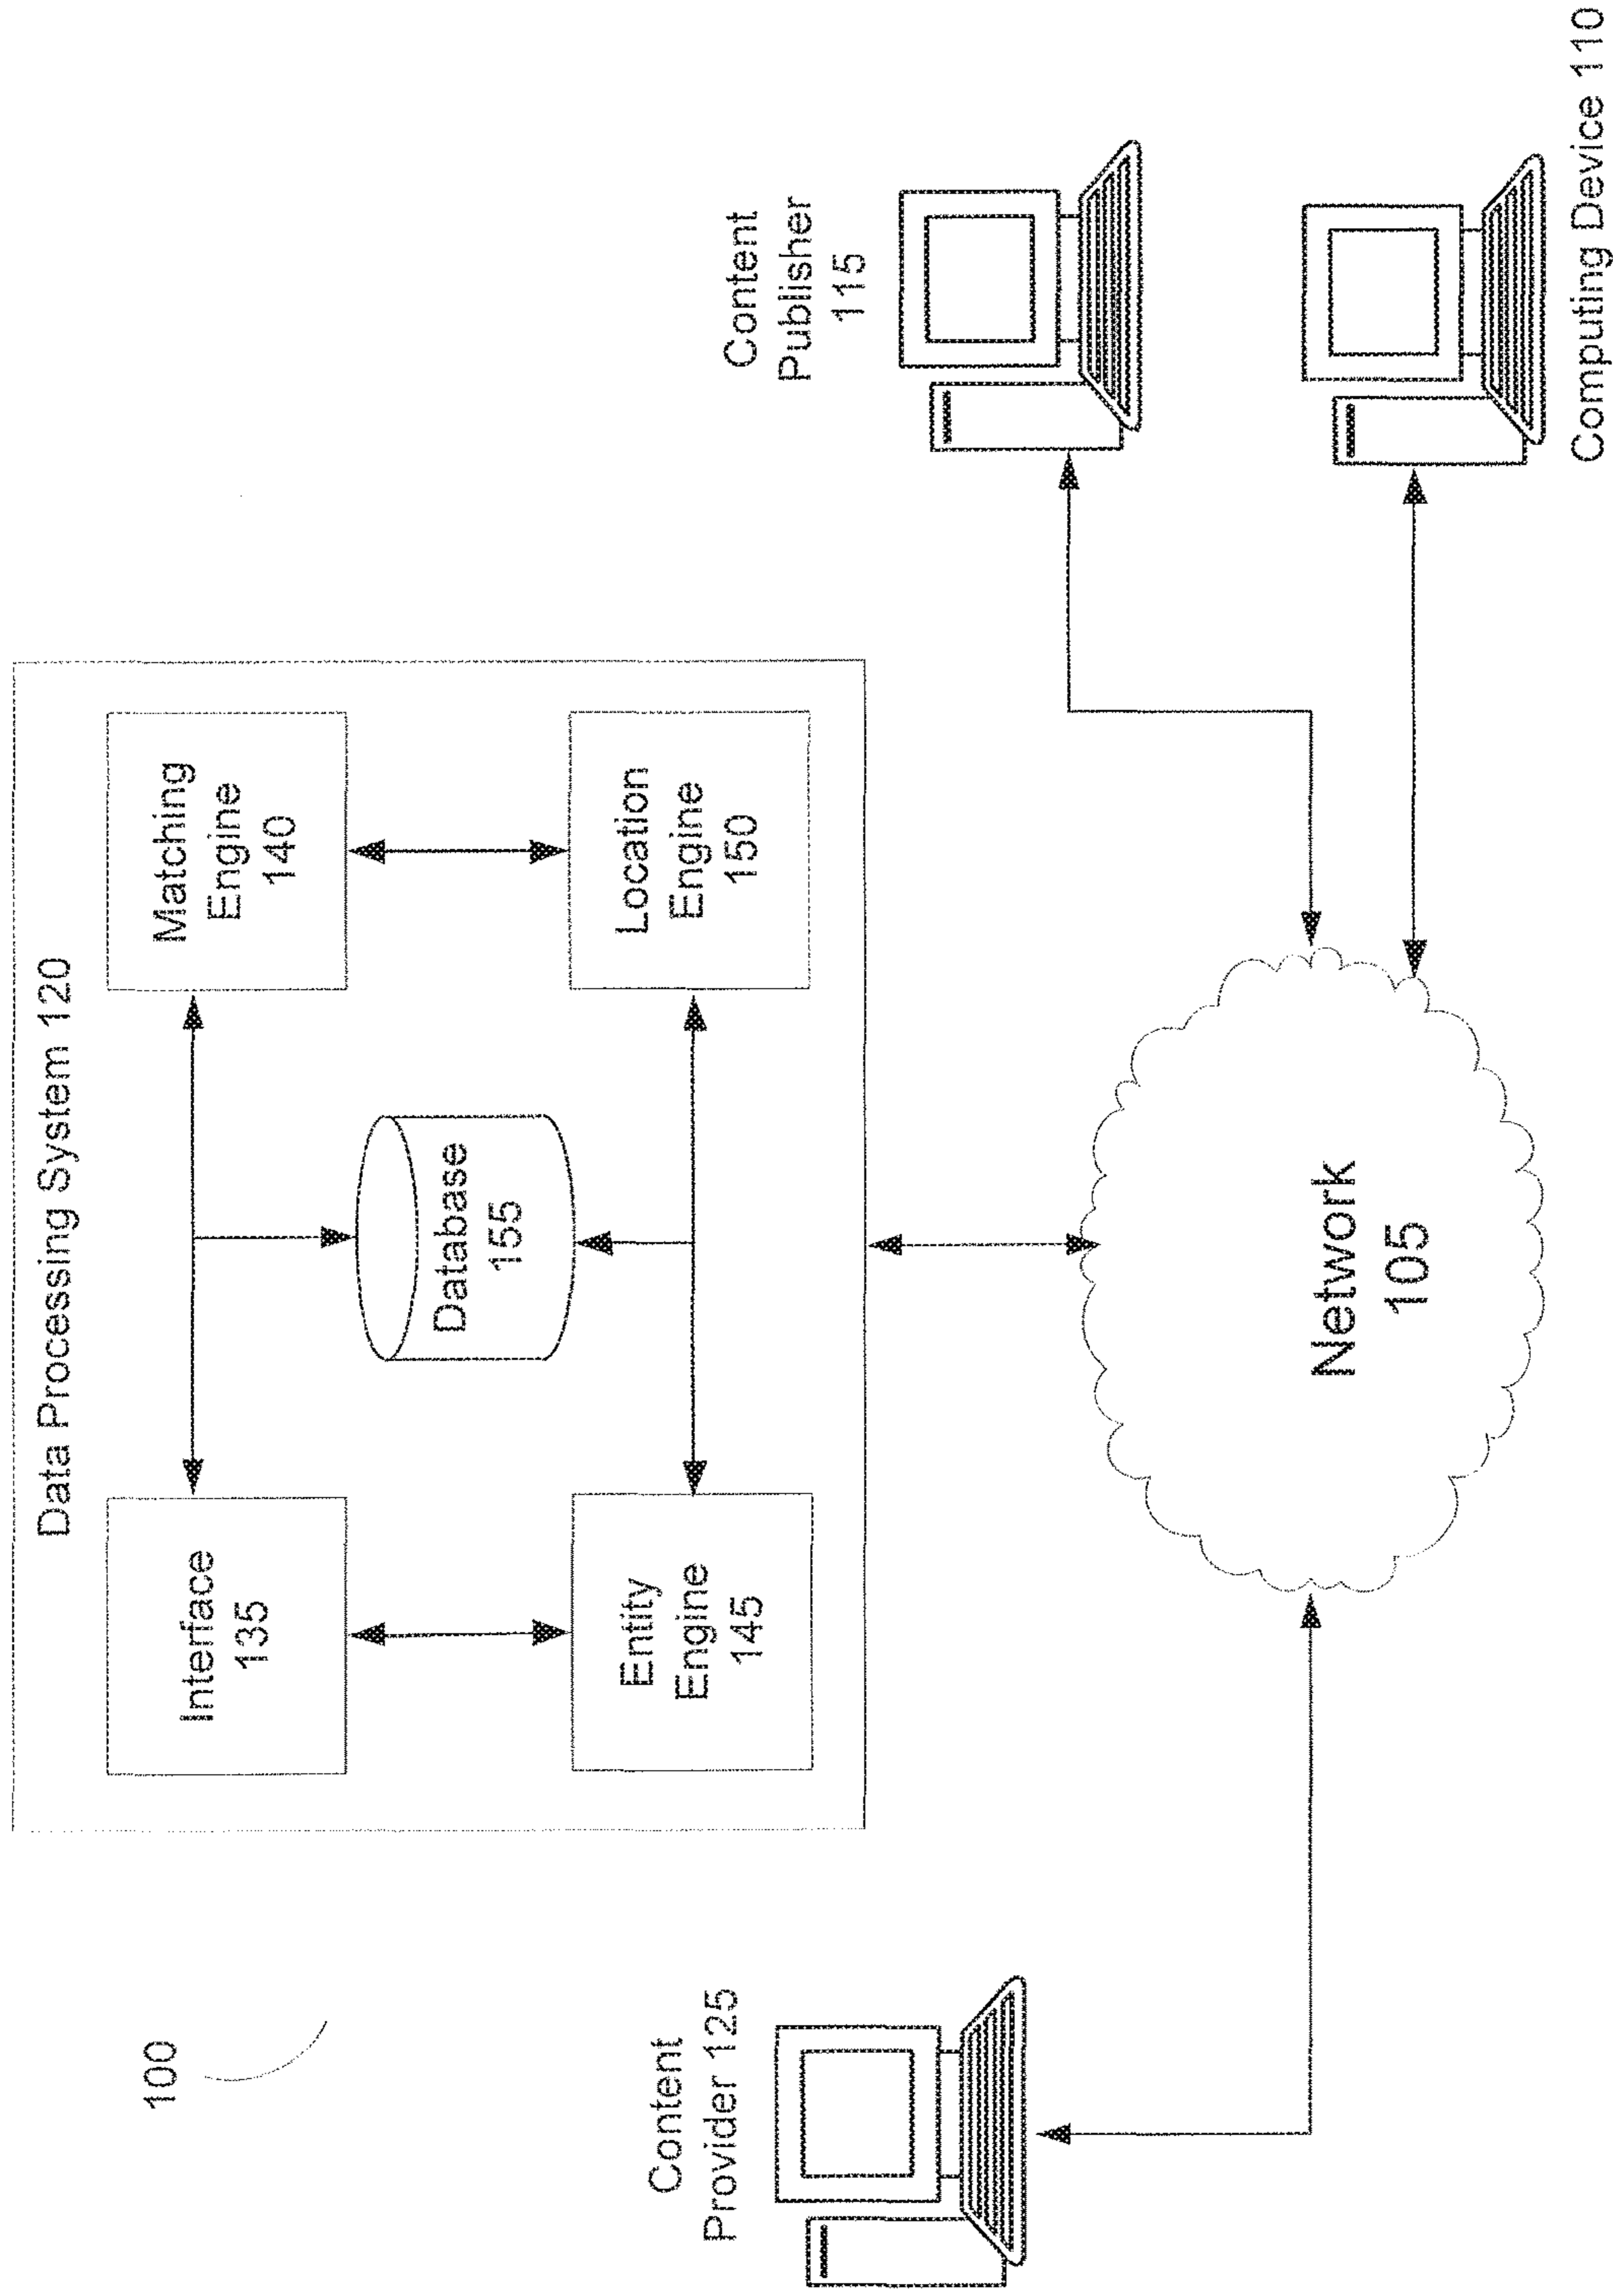 100
Data Processing System 120
Interface
135
Matching
Engine
140
Database
155
Entity
Engine
145
Location
Engine
150
Content
Provider 125
Content
Publisher
115
Network
105
Computing Device 110